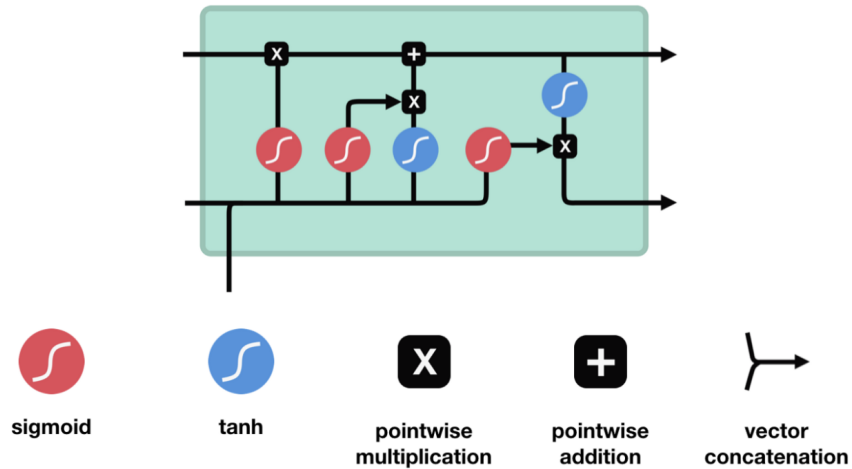 X
+
X
X
X
+
sigmoid
tanh
pointwise
multiplication
pointwise
addition
vector
concatenation